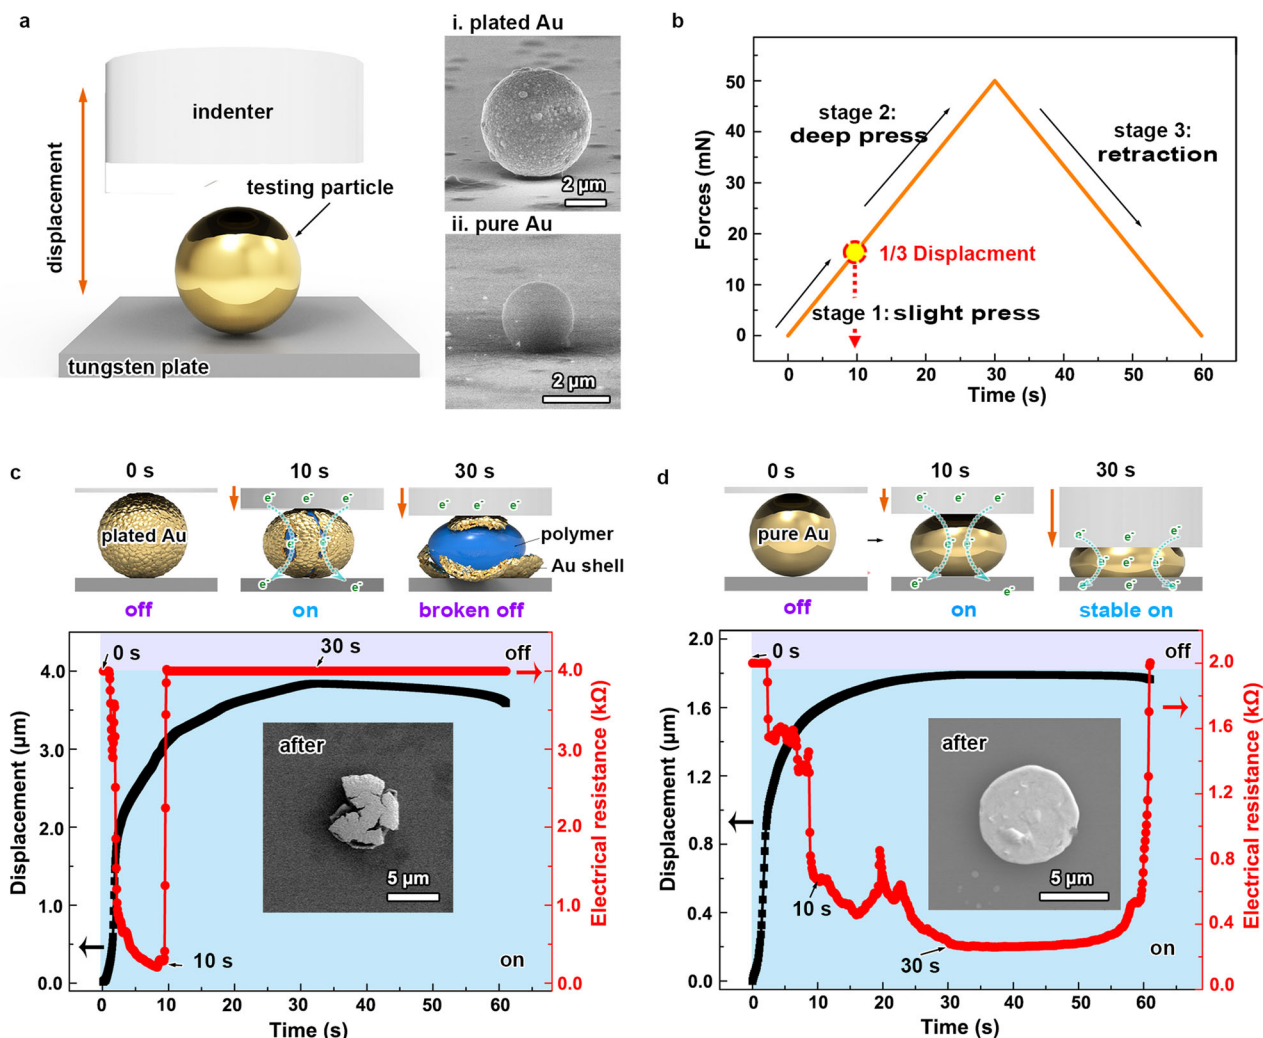 a
indenter
displacement
testing particle
tungsten plate
i. plated Au
2 μm
ii. pure Au
2 μm
b
Forces (mN)
50
40
30
50
20
10
0
stage 2:
deep press
stage 3:
retraction
1/3 Displacment
stage 1: slight press
0 10 20 30 40 50 60
Time (s)
c
0 s 10 s 30 s
plated Au
e- e- e-
e- e-
e- e-
e- e- e-
polymer
Au shell
off on broken off
Displacement (μm)
4.0
3.0
2.0
1.0
0.0
0 s
30 s
off
10 s
on
after
5 μm
4.0
3.0
2.0
1.0
0.0
Electrical resistance (kΩ)
0 10 20 30 40 50 60
Time (s)
d
0 s 10 s 30 s
pure Au
e- e- e-
e- e-
e- e-
e- e- e-
e- e-
e- e-
off on stable on
Displacement (μm)
2.0
1.6
1.2
0.8
0.4
0.0
0 s
off
10 s
30 s
on
after
5 μm
2.0
1.6
1.2
0.8
0.4
0.0
Electrical resistance (kΩ)
0 10 20 30 40 50 60
Time (s)